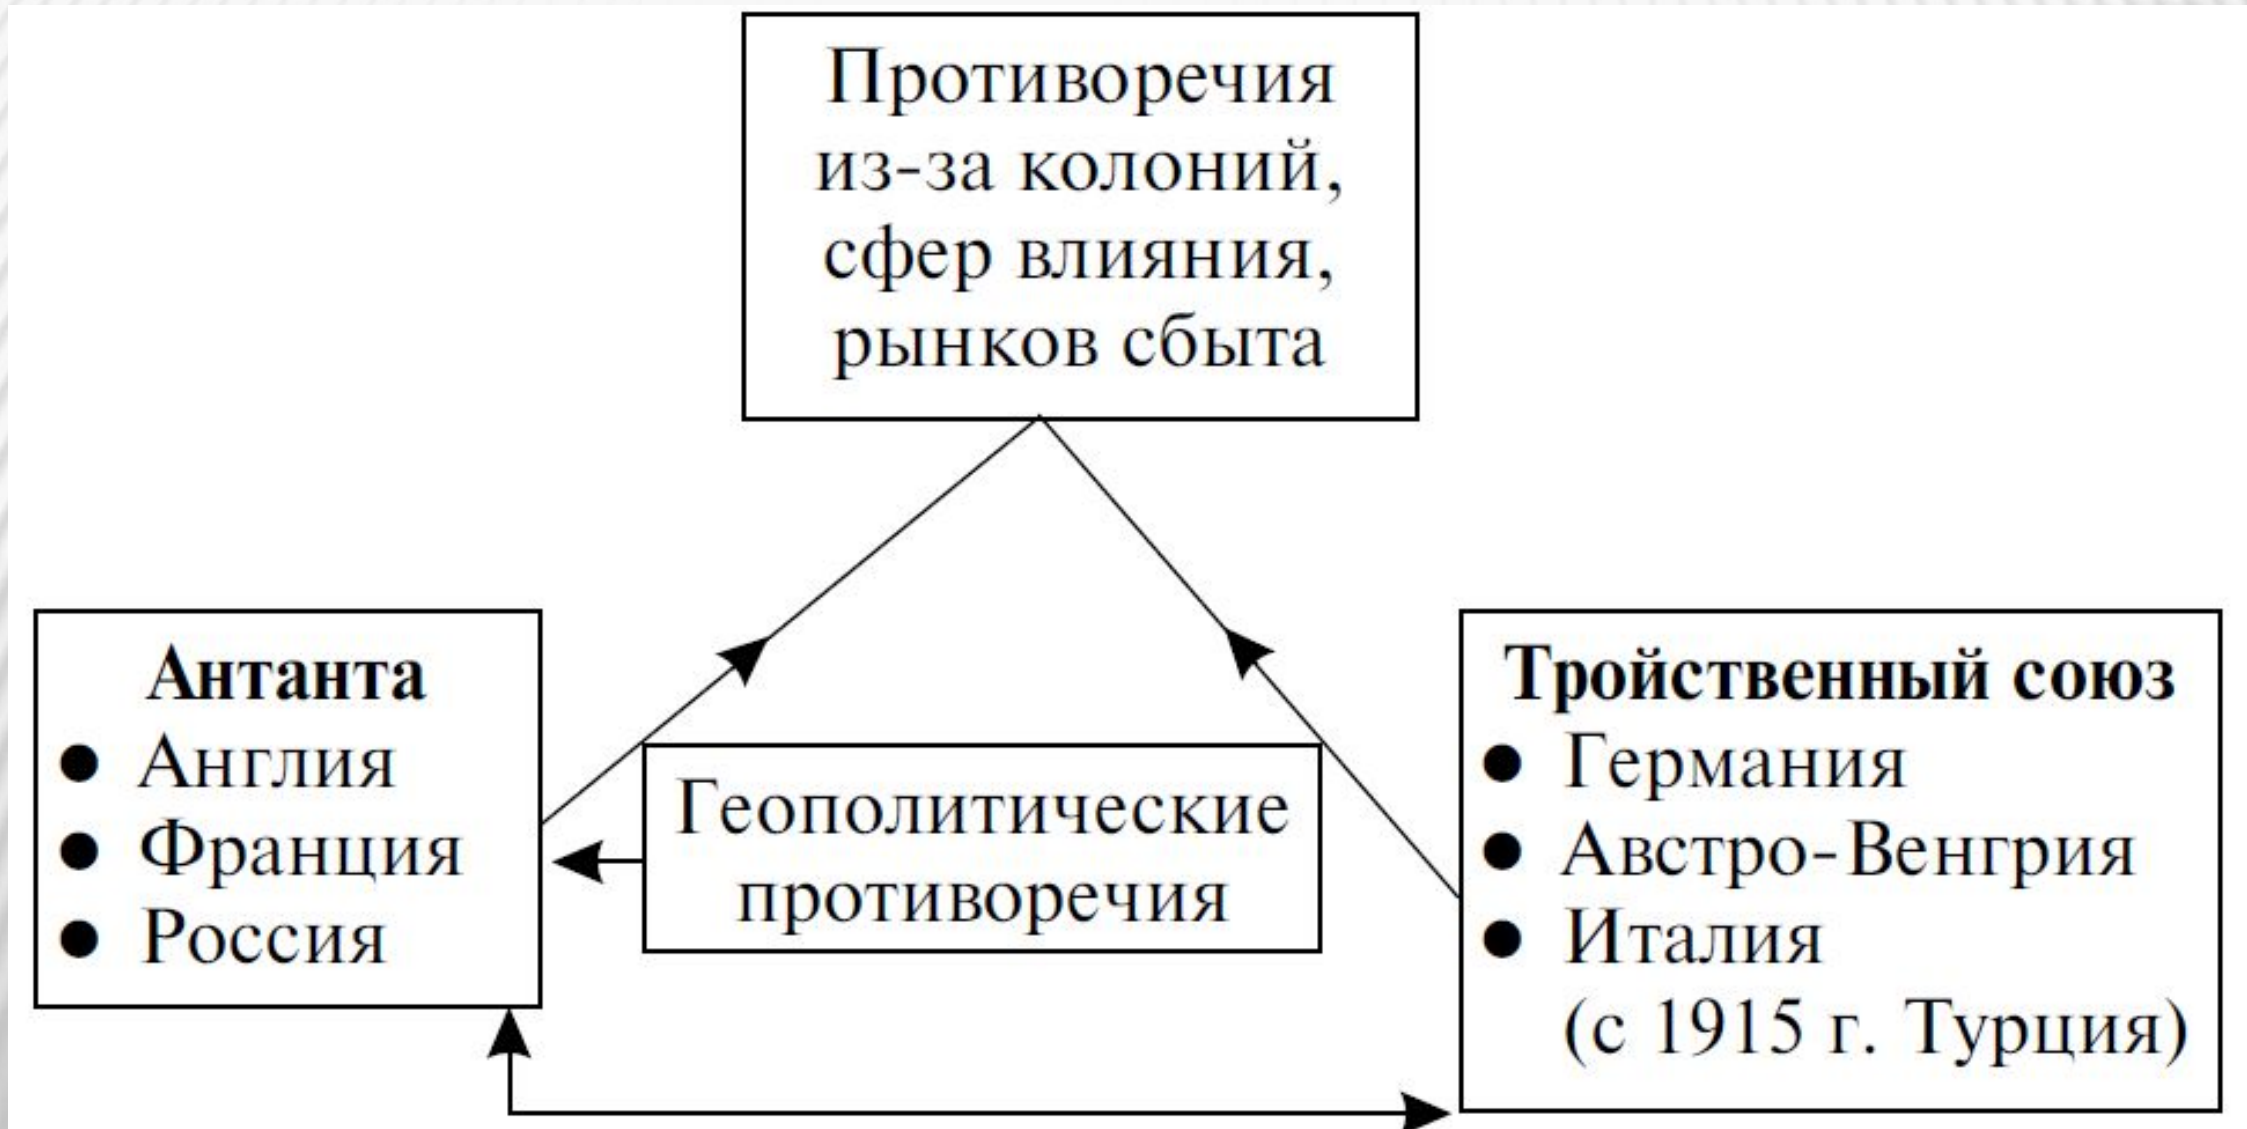 Противоречия
из-за колоний,
сфер влияния,
рынков сбыта
Антанта
● Англия
● Франция
● Россия
Геополитические
противоречия
Тройственный союз
● Германия
● Австро-Венгрия
● Италия
(с 1915 г. Турция)